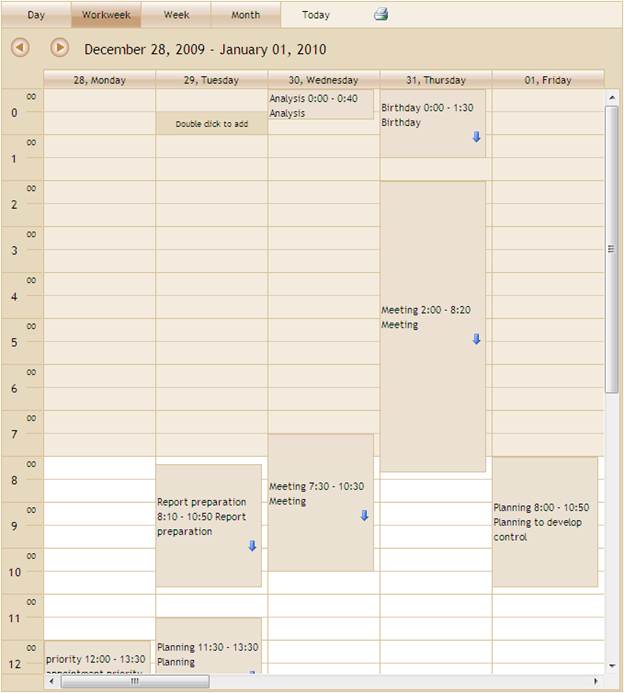 Day Workweek Week Month Today
December 28, 2009 - January 01, 2010
28, Monday 29, Tuesday 30, Wednesday 31, Thursday 01, Friday
0 00
Analysis 0:00 - 0:40
Analysis
Birthday 0:00 - 1:30
Birthday
Double click to add
1 00
2 00
3 00
4 00
Meeting 2:00 - 8:20
Meeting
5 00
6 00
7 00
8 00
Meeting 7:30 - 10:30
Meeting
Report preparation
8:10 - 10:50 Report
preparation
Planning 8:00 - 10:50
Planning to develop
control
9 00
10 00
11 00
Planning 11:30 - 13:30
Planning
12 00
priority 12:00 - 13:30
appointment priority